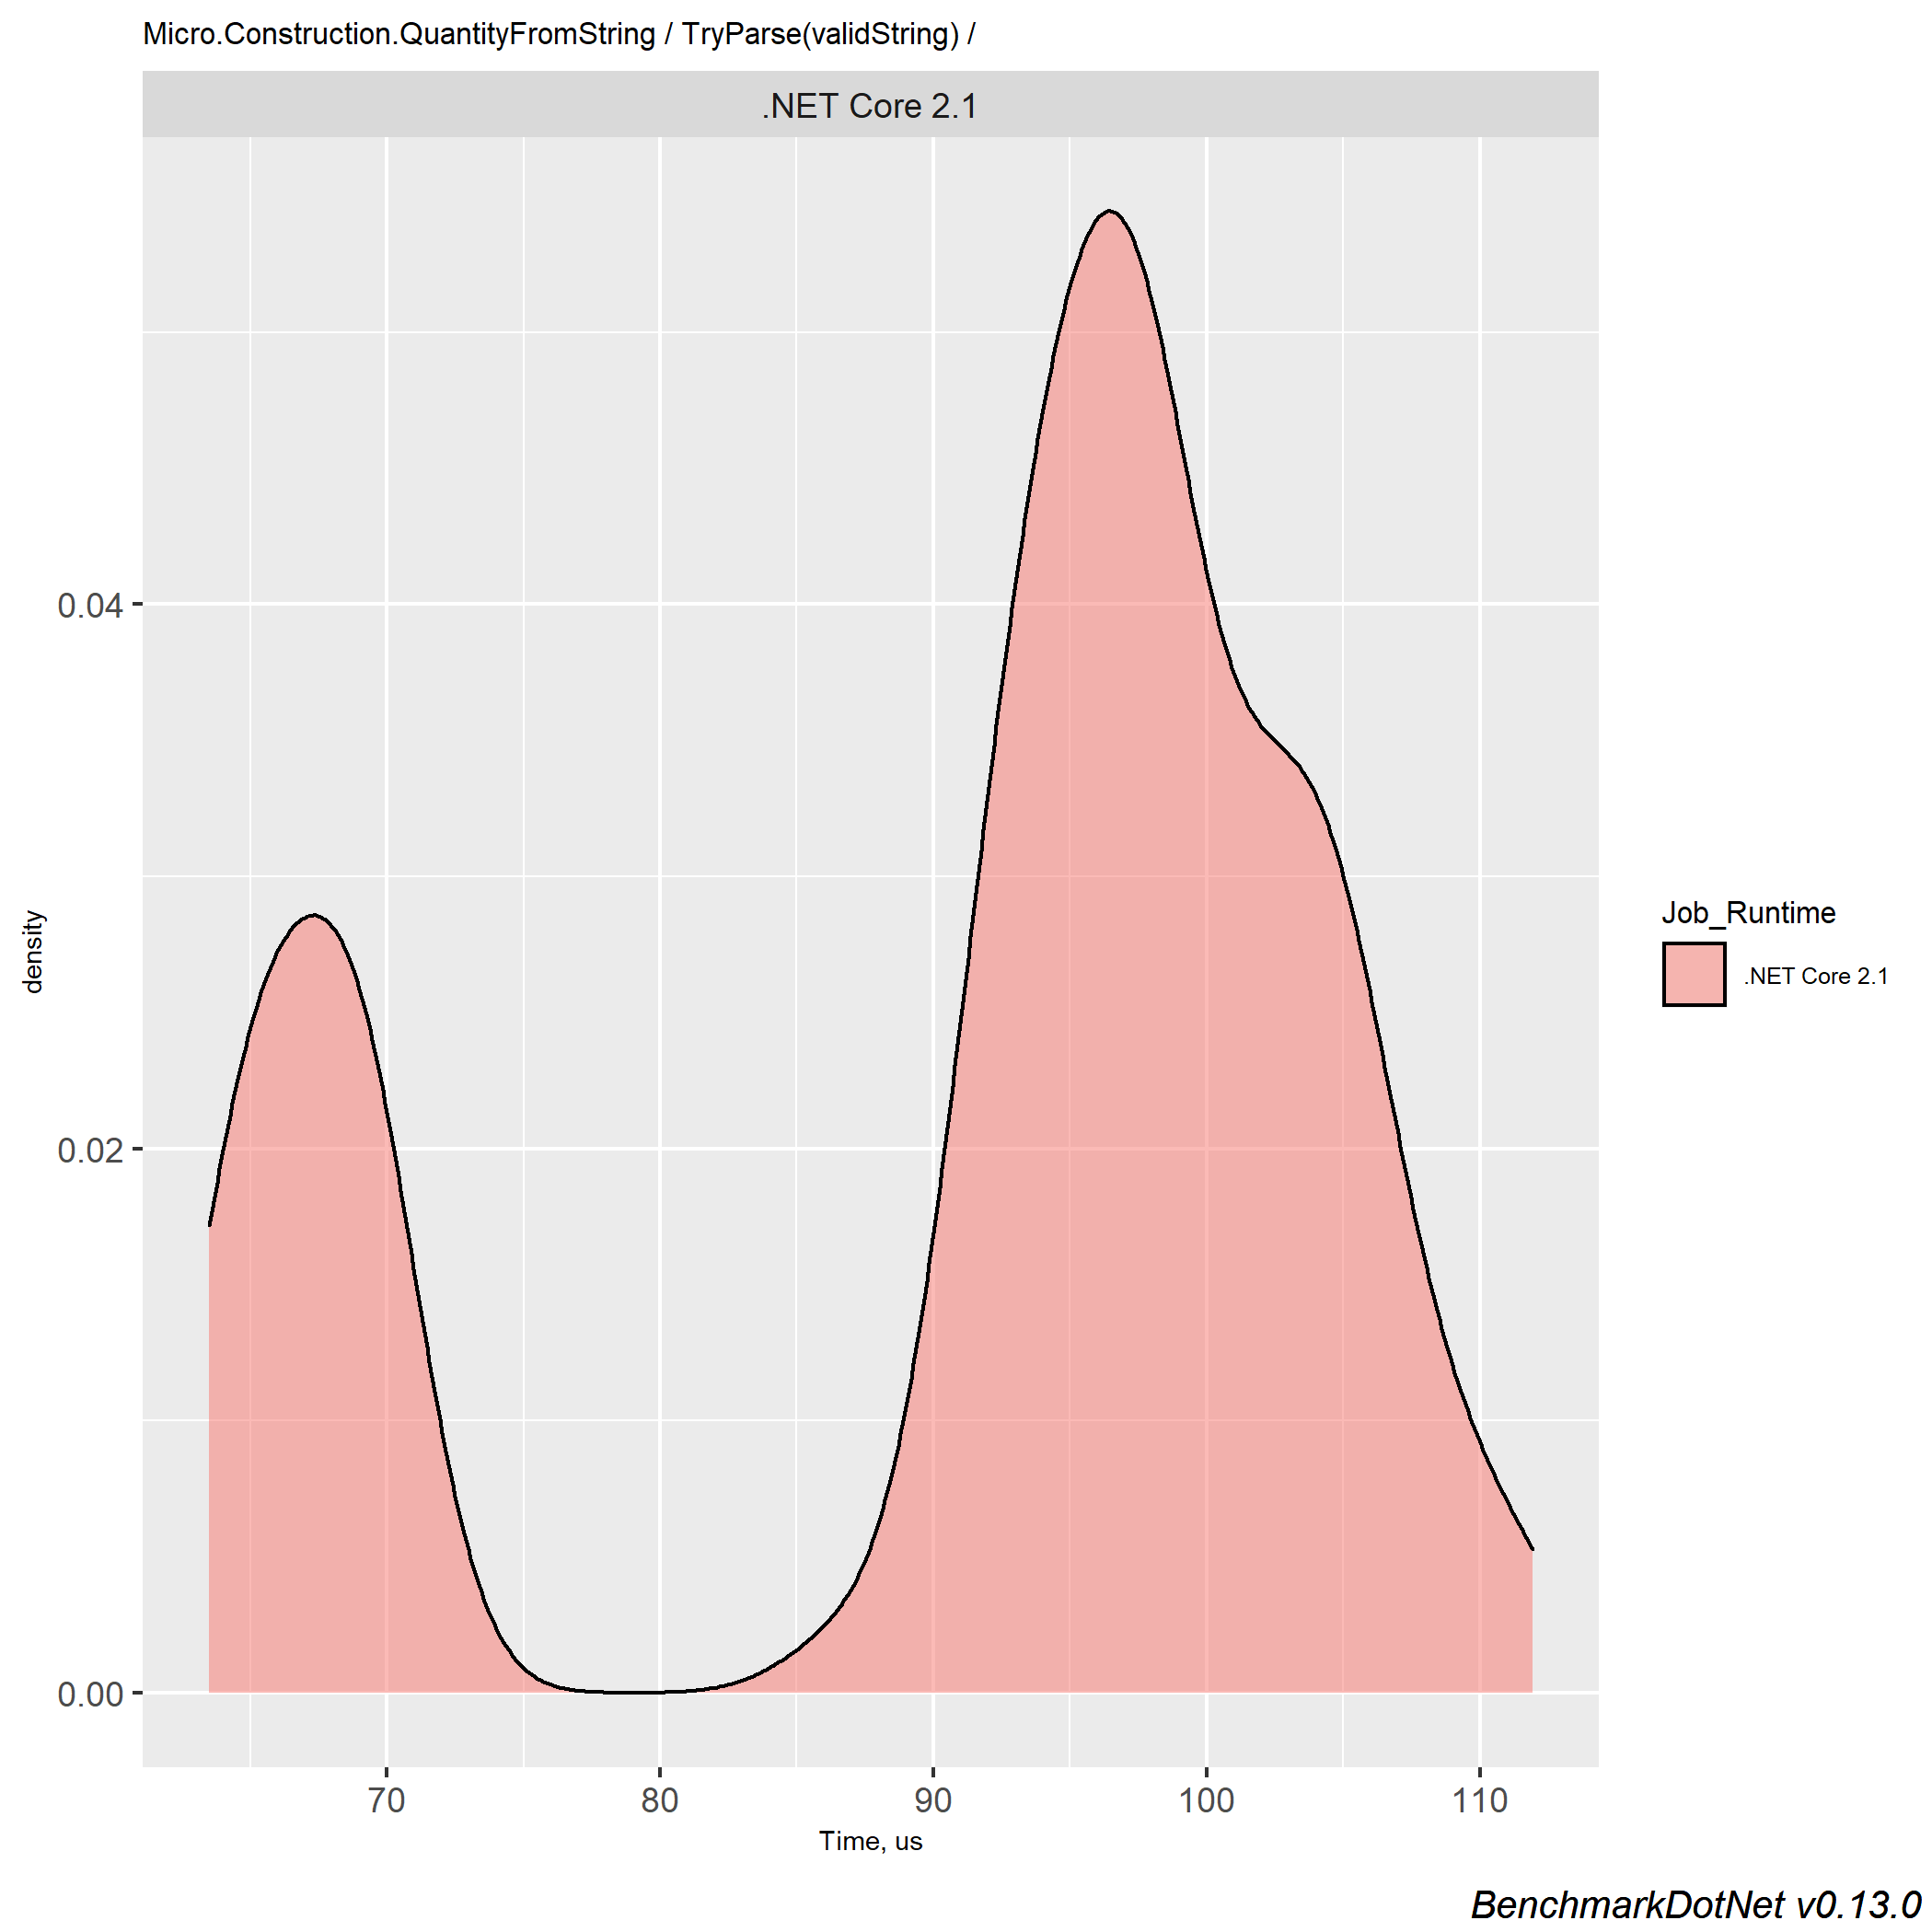 Micro.Construction.QuantityFromString / TryParse(validString) /
.NET Core 2.1
0.04
0.02
0.00
density
70 80 90 100 110
Time, us
Job_Runtime
.NET Core 2.1
BenchmarkDotNet v0.13.0